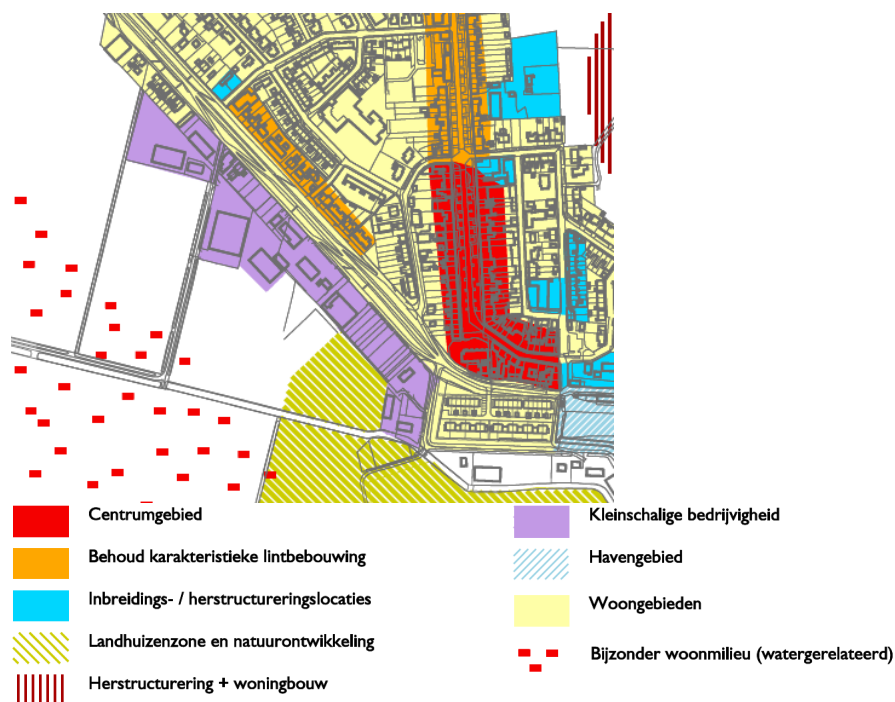 Centrumgebied
Behoud karakteristieke lintbebouwing
Inbreidings- / herstructureringslocaties
Landhuizenzone en natuurontwikkeling
Herstructurering + woningbouw
Kleinschalige bedrijvigheid
Havengebied
Woongebieden
Bijzonder woonmilieu (watergerelateerd)